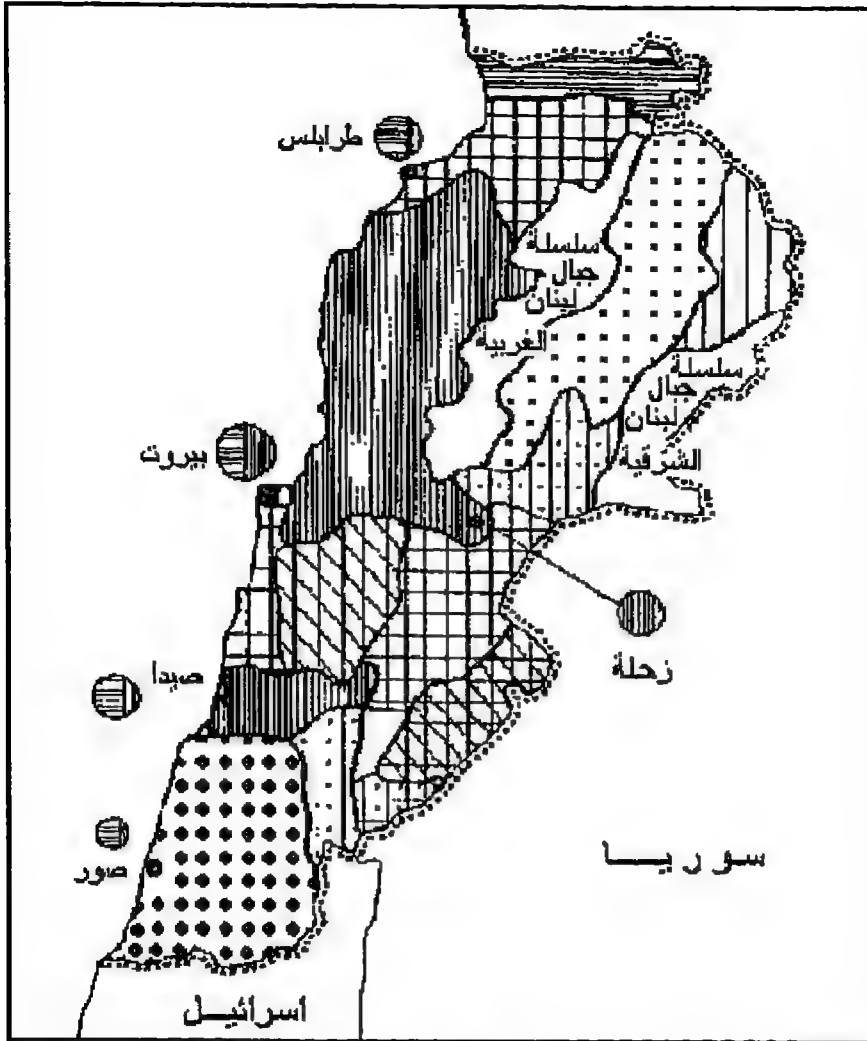 طرابلس
سلسلة
جبال
لبنان
الغربية
سلسلة
جبال
لبنان
الشرقية
بيروت
زحلة
صيدا
صور
سوريا
اسرائيل